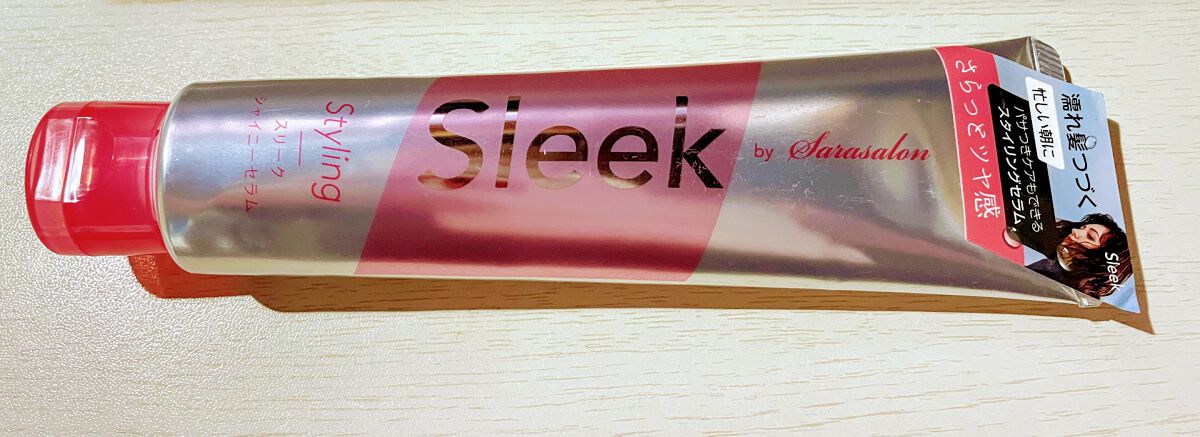 Sleek
by Sarasalon
Styling
スリーク
シャイニーセラム
濡れ髪つづく
忙しい朝に
パサつきケアもできる
スタイリングセラム。
さらっとツヤ感
Sleek